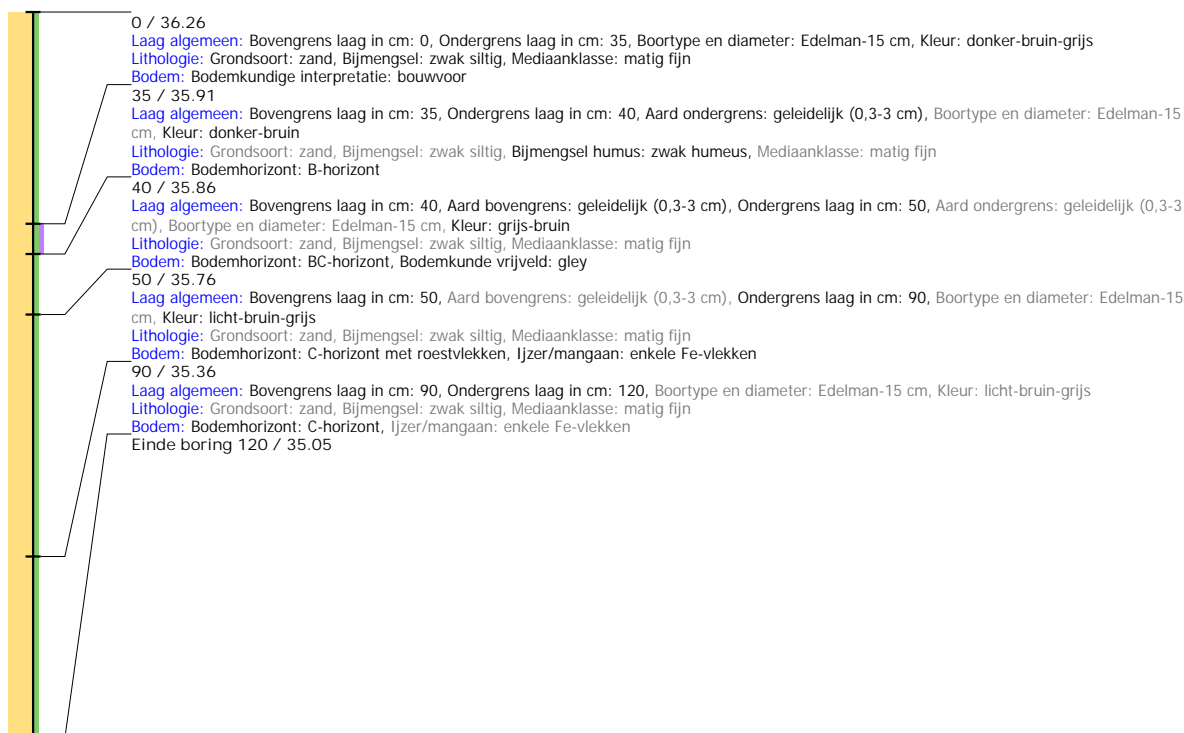 0 / 36.26
Laag algemeen: Bovengrens laag in cm: 0, Ondergrens laag in cm: 35, Boortype en diameter: Edelman-15 cm, Kleur: donker-bruin-grijs
Lithologie: Grondsoort: zand, Bijmengsel: zwak siltig, Mediaanklasse: matig fijn
Bodem: Bodemkundige interpretatie: bouwvoor
35 / 35.91
Laag algemeen: Bovengrens laag in cm: 35, Ondergrens laag in cm: 40, Aard ondergrens: geleidelijk (0,3-3 cm), Boortype en diameter: Edelman-15
cm, Kleur: donker-bruin
Lithologie: Grondsoort: zand, Bijmengsel: zwak siltig, Bijmengsel humus: zwak humeus, Mediaanklasse: matig fijn
Bodem: Bodemhorizont: B-horizont
40 / 35.86
Laag algemeen: Bovengrens laag in cm: 40, Aard bovengrens: geleidelijk (0,3-3 cm), Ondergrens laag in cm: 50, Aard ondergrens: geleidelijk (0,3-3
cm), Boortype en diameter: Edelman-15 cm, Kleur: grijs-bruin
Lithologie: Grondsoort: zand, Bijmengsel: zwak siltig, Mediaanklasse: matig fijn
Bodem: Bodemhorizont: BC-horizont, Bodemkunde vrijveld: gley
50 / 35.76
Laag algemeen: Bovengrens laag in cm: 50, Aard bovengrens: geleidelijk (0,3-3 cm), Ondergrens laag in cm: 90, Boortype en diameter: Edelman-15
cm, Kleur: licht-bruin-grijs
Lithologie: Grondsoort: zand, Bijmengsel: zwak siltig, Mediaanklasse: matig fijn
Bodem: Bodemhorizont: C-horizont met roestvlekken, Ijzer/mangaan: enkele Fe-vlekken
90 / 35.36
Laag algemeen: Bovengrens laag in cm: 90, Ondergrens laag in cm: 120, Boortype en diameter: Edelman-15 cm, Kleur: licht-bruin-grijs
Lithologie: Grondsoort: zand, Bijmengsel: zwak siltig, Mediaanklasse: matig fijn
Bodem: Bodemhorizont: C-horizont, Ijzer/mangaan: enkele Fe-vlekken
Einde boring 120 / 35.05